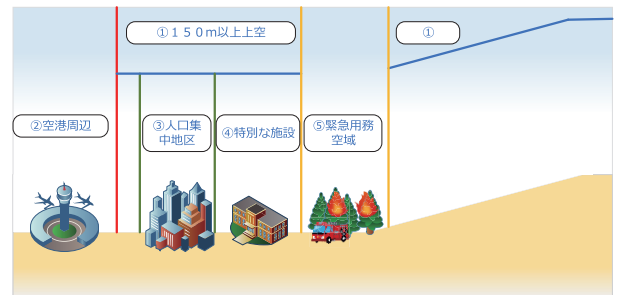 ①１５０m以上上空
①
②空港周辺
③人口集
中地区
④特別な施設
⑤緊急用務
空域